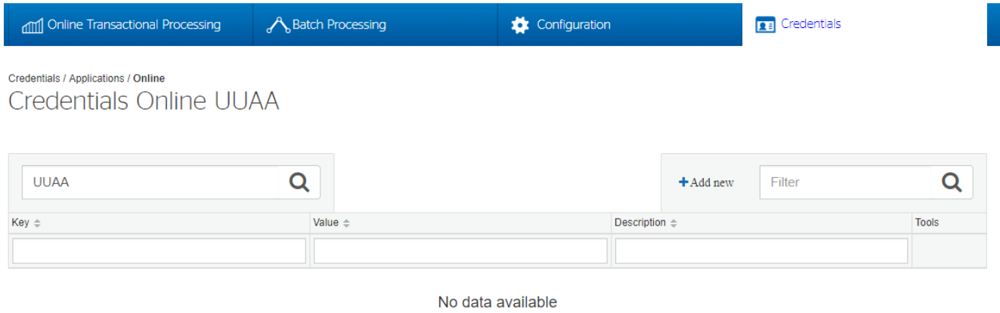 Online Transactional Processing Batch Processing Configuration Credentials
Credentials / Applications / Online
Credentials Online UUAA
UUAA +Add new Filter
Key Value Description Tools
No data available